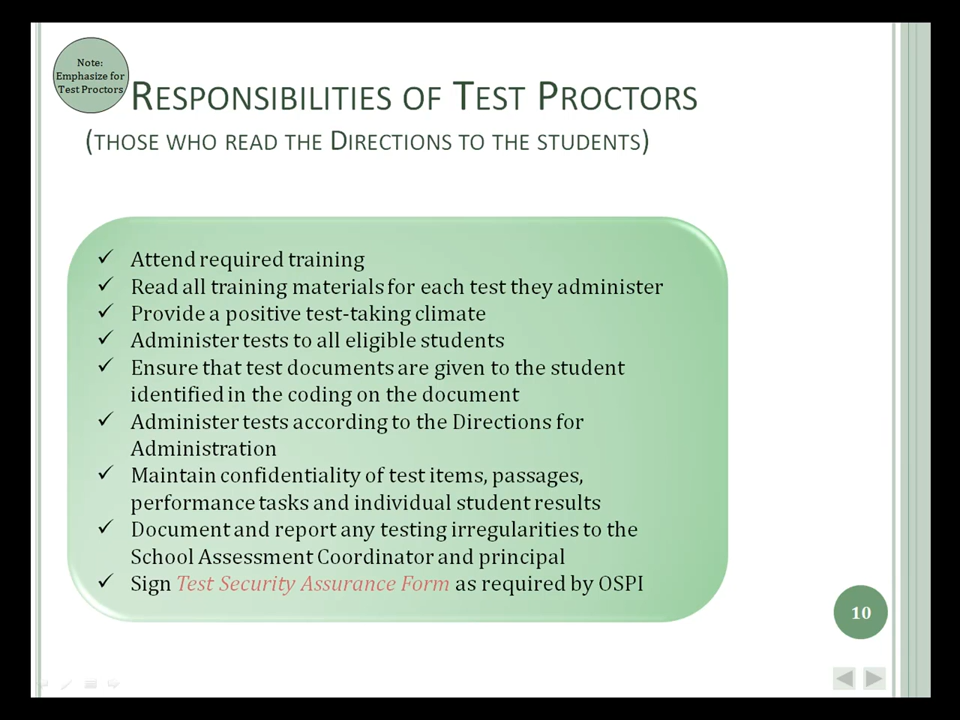 Note:
Emphasize for
Test Proctors
RESPONSIBILITIES OF TEST PROCTORS
(THOSE WHO READ THE DIRECTIONS TO THE STUDENTS)
✓ Attend required training
✓ Read all training materials for each test they administer
✓ Provide a positive test-taking climate
✓ Administer tests to all eligible students
✓ Ensure that test documents are given to the student
identified in the coding on the document
✓ Administer tests according to the Directions for
Administration
✓ Maintain confidentiality of test items, passages,
performance tasks and individual student results
✓ Document and report any testing irregularities to the
School Assessment Coordinator and principal
✓ Sign Test Security Assurance Form as required by OSPI
10